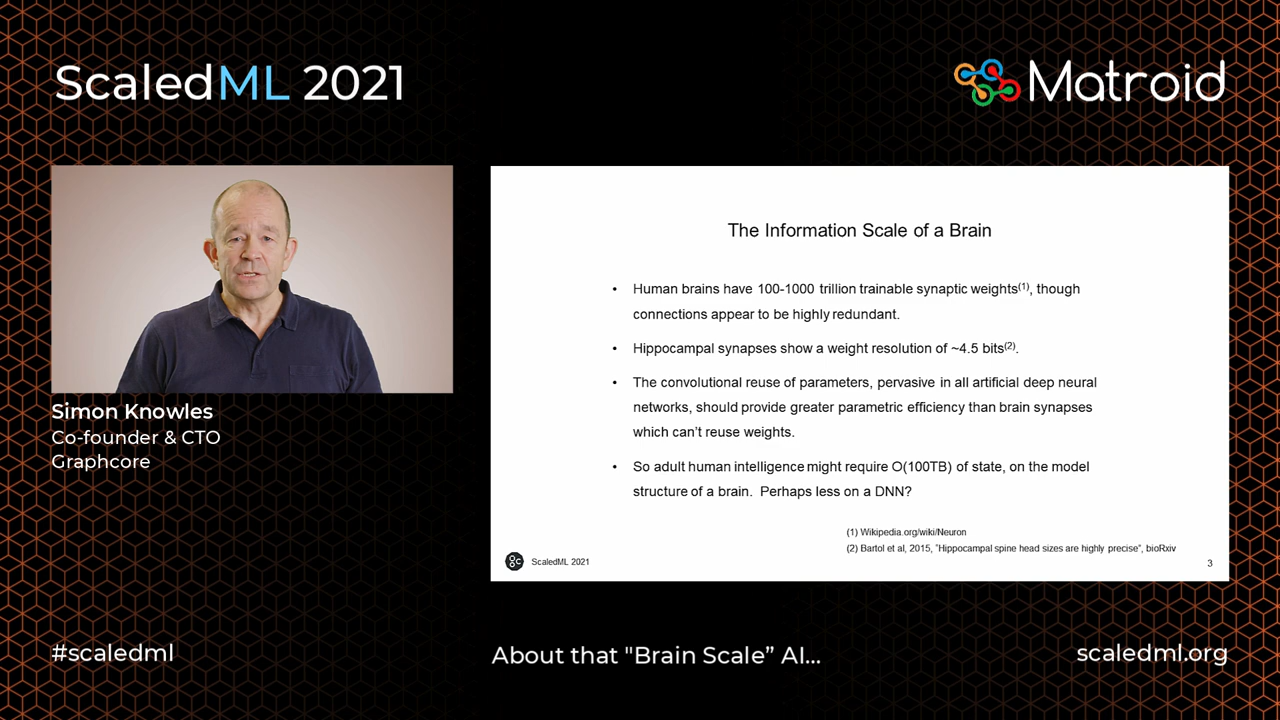 ScaledML 2021
Matroid
Simon Knowles
Co-founder & CTO
Graphcore
The Information Scale of a Brain
• Human brains have 100-1000 trillion trainable synaptic weights(1), though
connections appear to be highly redundant.
• Hippocampal synapses show a weight resolution of ~4.5 bits(2).
• The convolutional reuse of parameters, pervasive in all artificial deep neural
networks, should provide greater parametric efficiency than brain synapses
which can't reuse weights.
• So adult human intelligence might require O(100TB) of state, on the model
structure of a brain. Perhaps less on a DNN?
(1) Wikipedia.org/wiki/Neuron
(2) Bartol et al, 2015, "Hippocampal spine head sizes are highly precise", bioRxiv
ScaledML 2021
3
#scaledml
About that "Brain Scale” AI...
scaledml.org